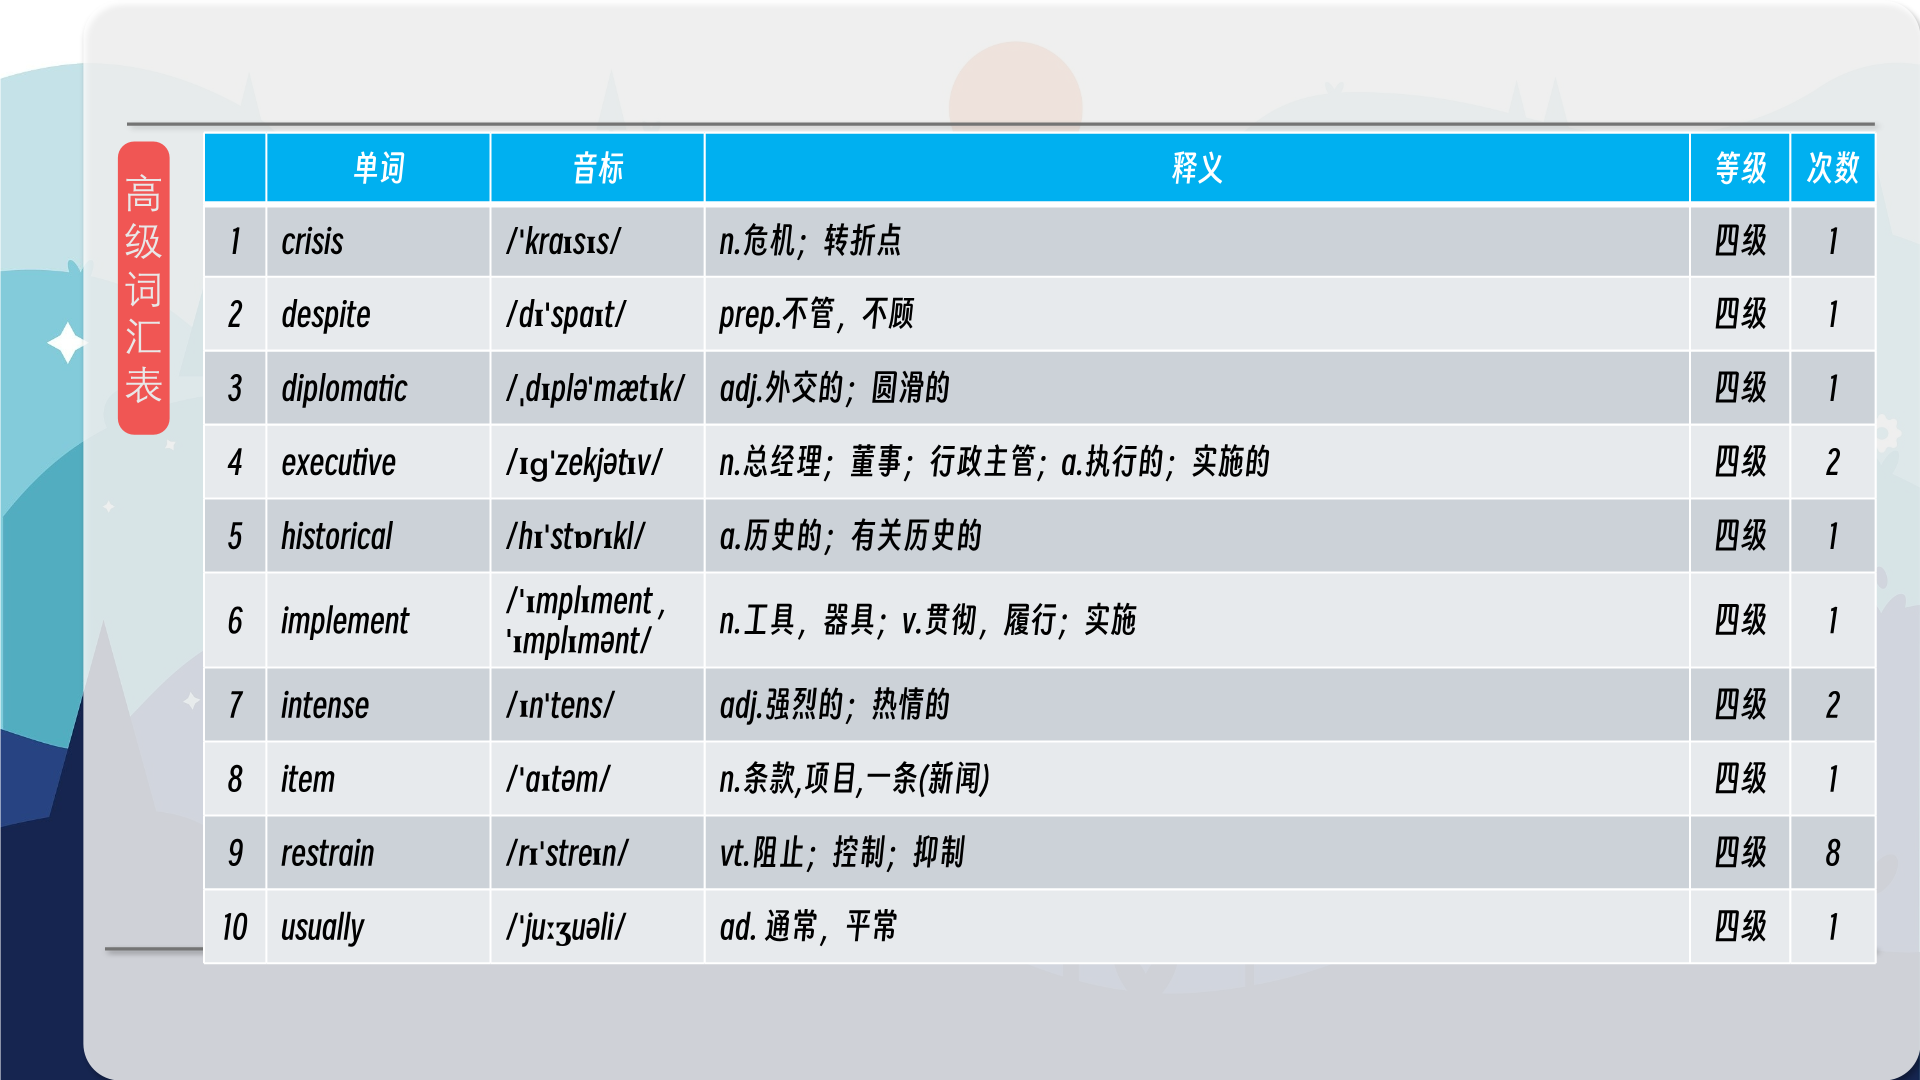 高级词汇表
单词 音标 释义 等级 次数
1 crisis /'kraɪsɪs/ n.危机；转折点 四级 1
2 despite /dɪ'spaɪt/ prep.不管，不顾 四级 1
3 diplomatic /ˌdɪplə'mætɪk/ adj.外交的；圆滑的 四级 1
4 executive /ɪɡ'zekjətɪv/ n.总经理；董事；行政主管；a.执行的；实施的 四级 2
5 historical /hɪ'stɒrɪkl/ a.历史的；有关历史的 四级 1
6 implement /'ɪmplɪment , 'ɪmplɪmənt/ n.工具，器具；v.贯彻，履行；实施 四级 1
7 intense /ɪn'tens/ adj.强烈的；热情的 四级 2
8 item /'aɪtəm/ n.条款,项目,一条(新闻) 四级 1
9 restrain /rɪ'streɪn/ vt.阻止；控制；抑制 四级 8
10 usually /'juːʒuəli/ ad. 通常，平常 四级 1